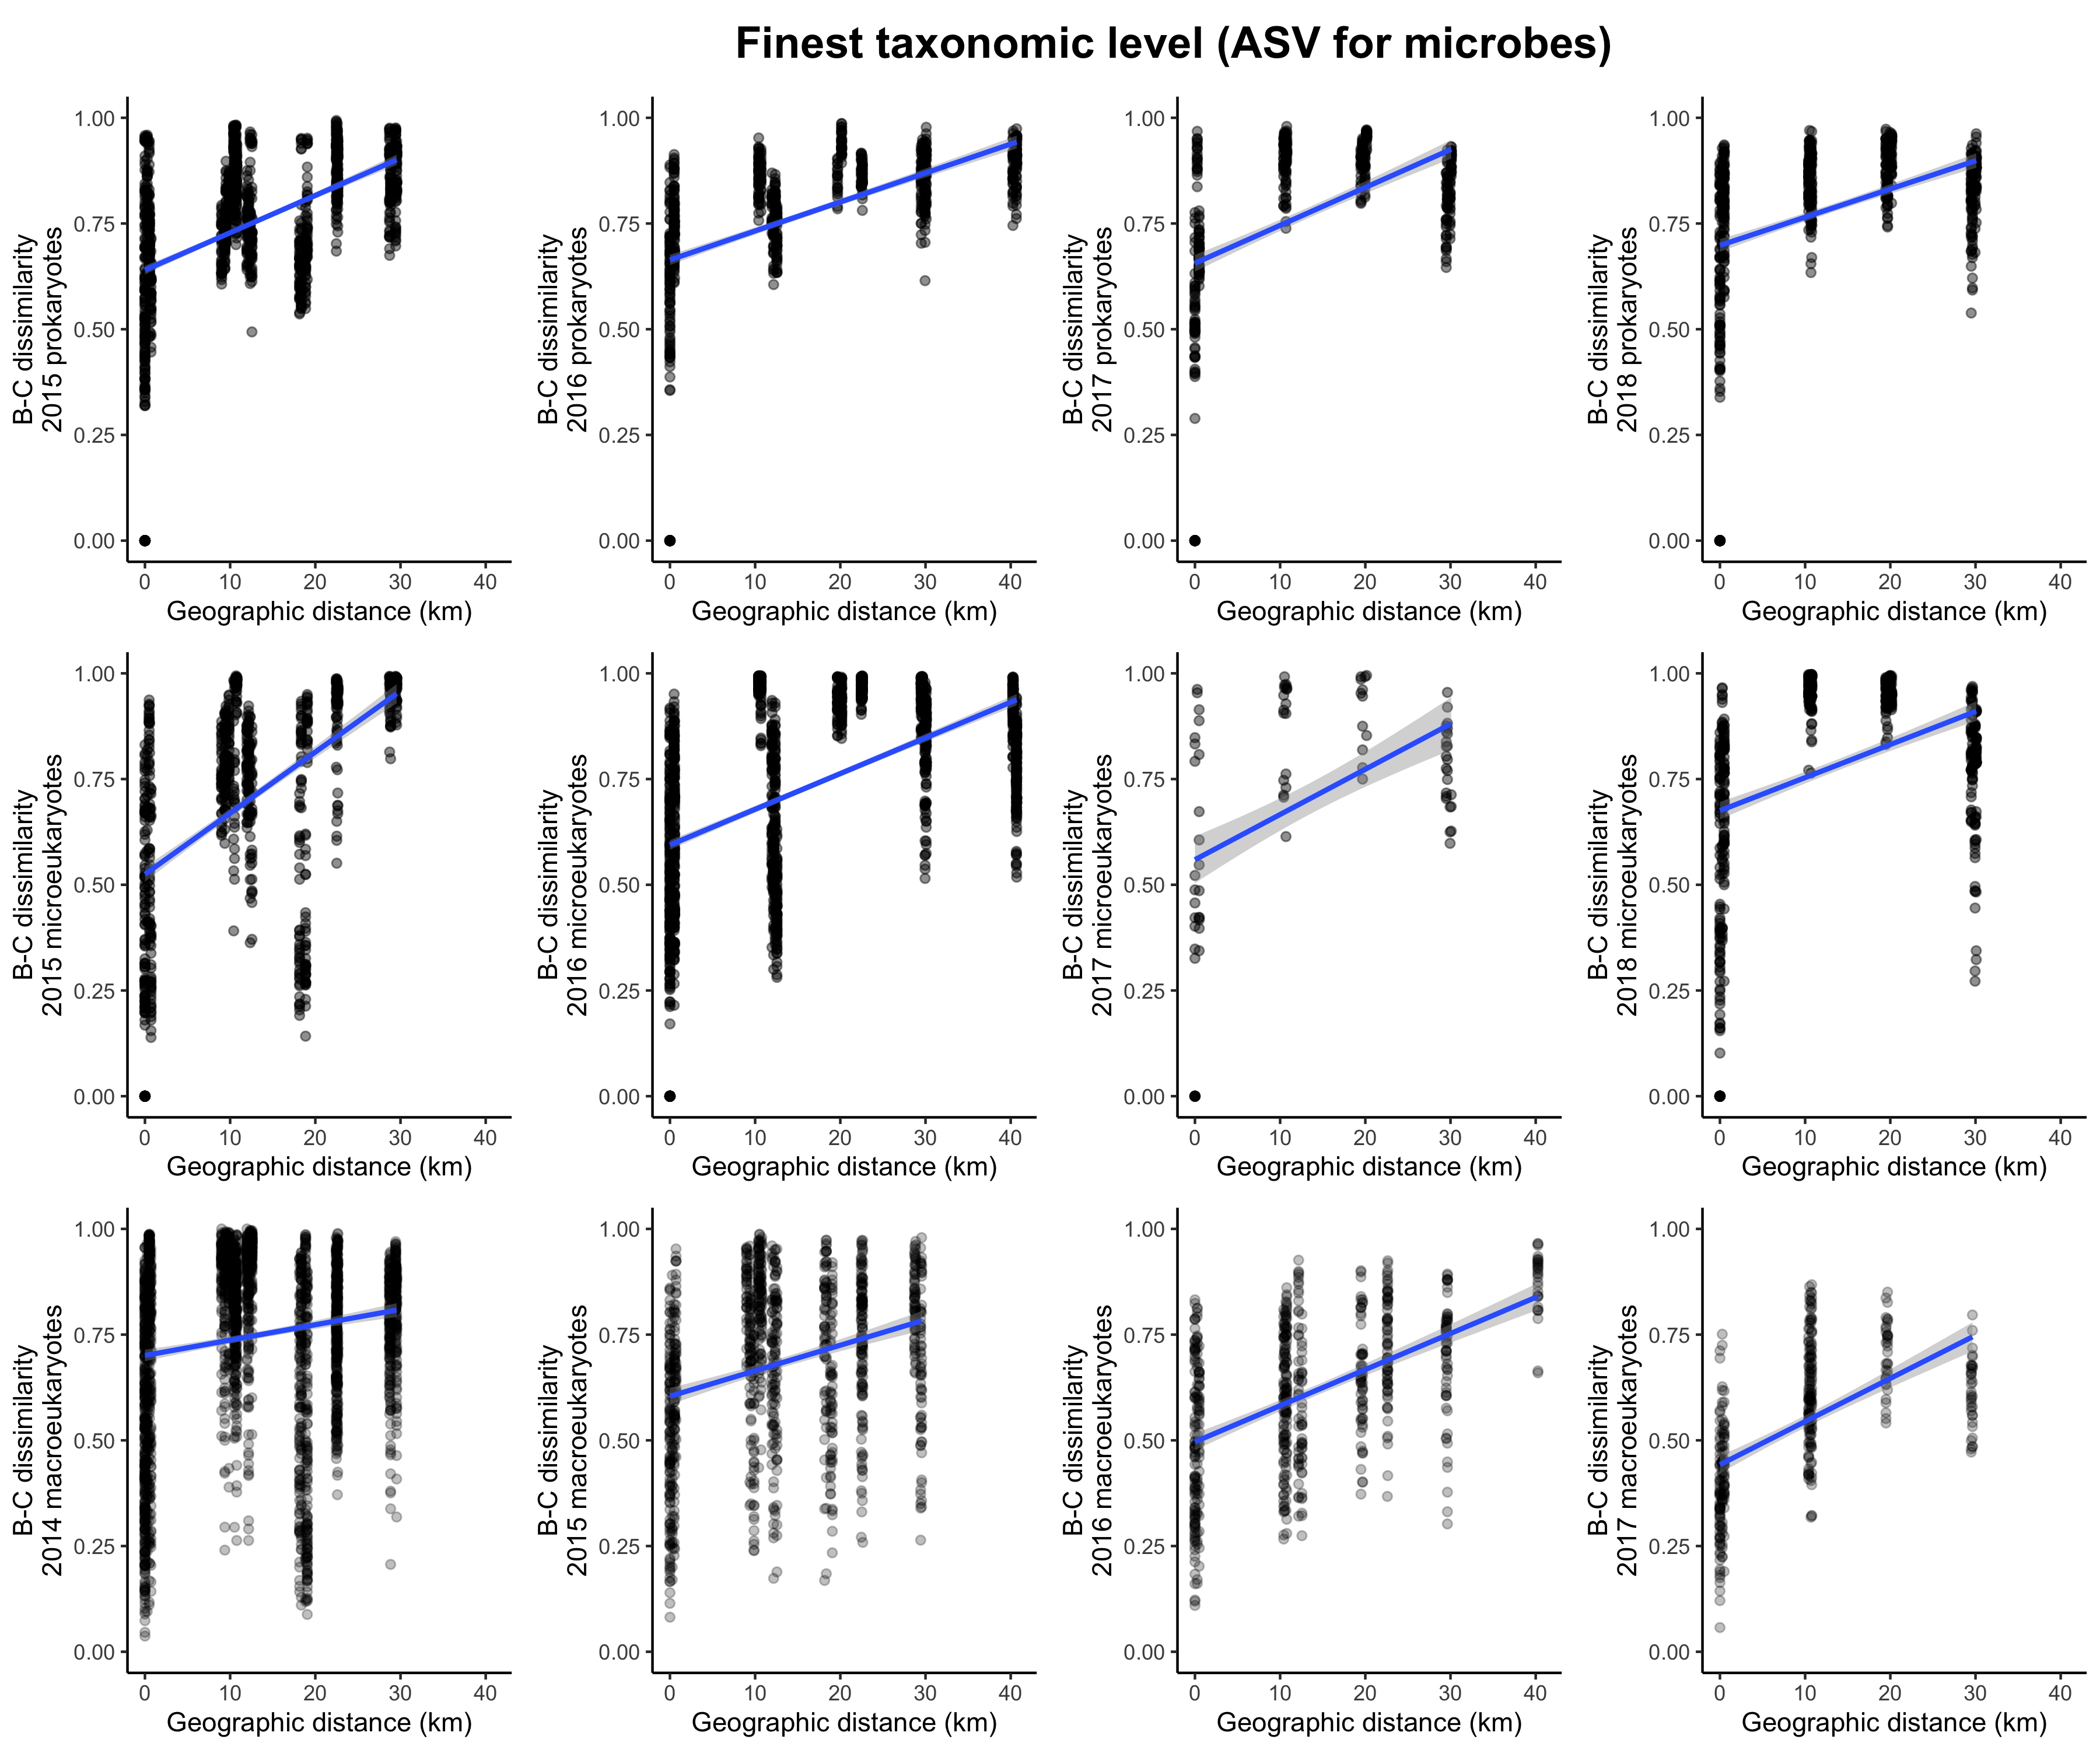 Finest taxonomic level (ASV for microbes)
B-C dissimilarity
2015 prokaryotes
1.00
0.75
0.50
0.25
0.00
0 10 20 30 40
Geographic distance (km)
B-C dissimilarity
2016 prokaryotes
1.00
0.75
0.50
0.25
0.00
0 10 20 30 40
Geographic distance (km)
B-C dissimilarity
2017 prokaryotes
1.00
0.75
0.50
0.25
0.00
0 10 20 30 40
Geographic distance (km)
B-C dissimilarity
2018 prokaryotes
1.00
0.75
0.50
0.25
0.00
0 10 20 30 40
Geographic distance (km)
B-C dissimilarity
2015 microeukaryotes
1.00
0.75
0.50
0.25
0.00
0 10 20 30 40
Geographic distance (km)
B-C dissimilarity
2016 microeukaryotes
1.00
0.75
0.50
0.25
0.00
0 10 20 30 40
Geographic distance (km)
B-C dissimilarity
2017 microeukaryotes
1.00
0.75
0.50
0.25
0.00
0 10 20 30 40
Geographic distance (km)
B-C dissimilarity
2018 microeukaryotes
1.00
0.75
0.50
0.25
0.00
0 10 20 30 40
Geographic distance (km)
B-C dissimilarity
2014 macroeukaryotes
1.00
0.75
0.50
0.25
0.00
0 10 20 30 40
Geographic distance (km)
B-C dissimilarity
2015 macroeukaryotes
1.00
0.75
0.50
0.25
0.00
0 10 20 30 40
Geographic distance (km)
B-C dissimilarity
2016 macroeukaryotes
1.00
0.75
0.50
0.25
0.00
0 10 20 30 40
Geographic distance (km)
B-C dissimilarity
2017 macroeukaryotes
1.00
0.75
0.50
0.25
0.00
0 10 20 30 40
Geographic distance (km)